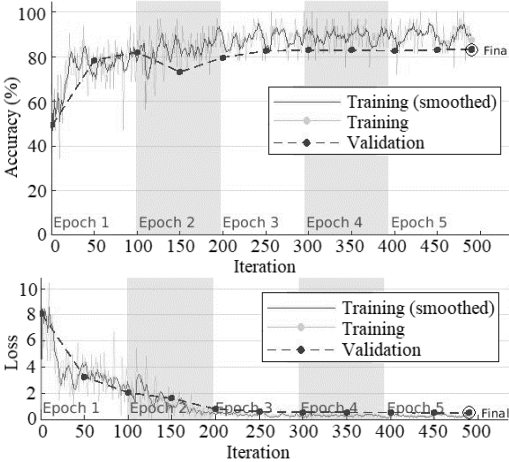 100
80
60
40
20
0
Accuracy (%)
Fina
Training (smoothed)
Training
Validation
Epoch 1
Epoch 2
Epoch 3
Epoch 4
Epoch 5
0 50 100 150 200 250 300 350 400 450 500
Iteration
10
8
6
4
2
0
Loss
Training (smoothed)
Training
Validation
Epoch 1
Epoch 2
Epoch 3
Epoch 4
Epoch 5
Final
0 50 100 150 200 250 300 350 400 450 500
Iteration